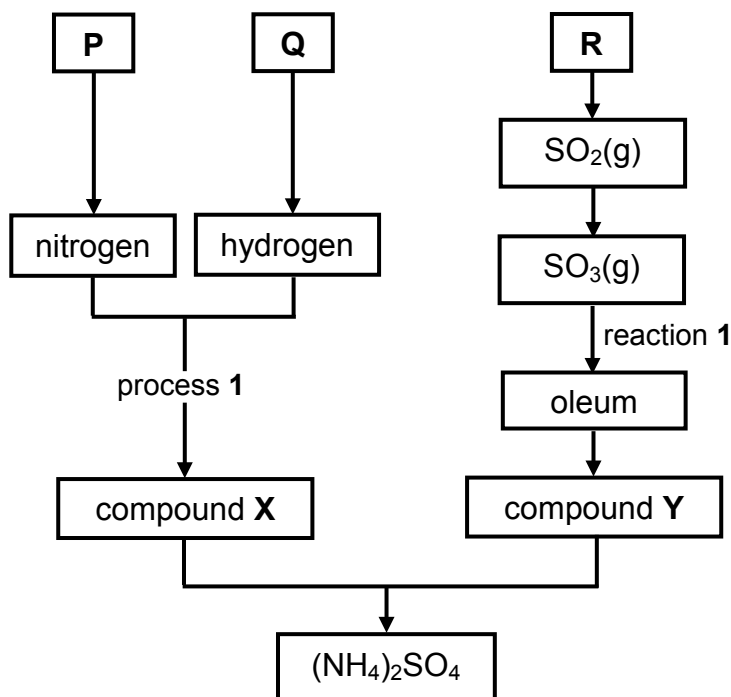 P
Q
R
SO₂(g)
nitrogen
hydrogen
SO₃(g)
reaction 1
process 1
oleum
compound X
compound Y
(NH₄)₂SO₄